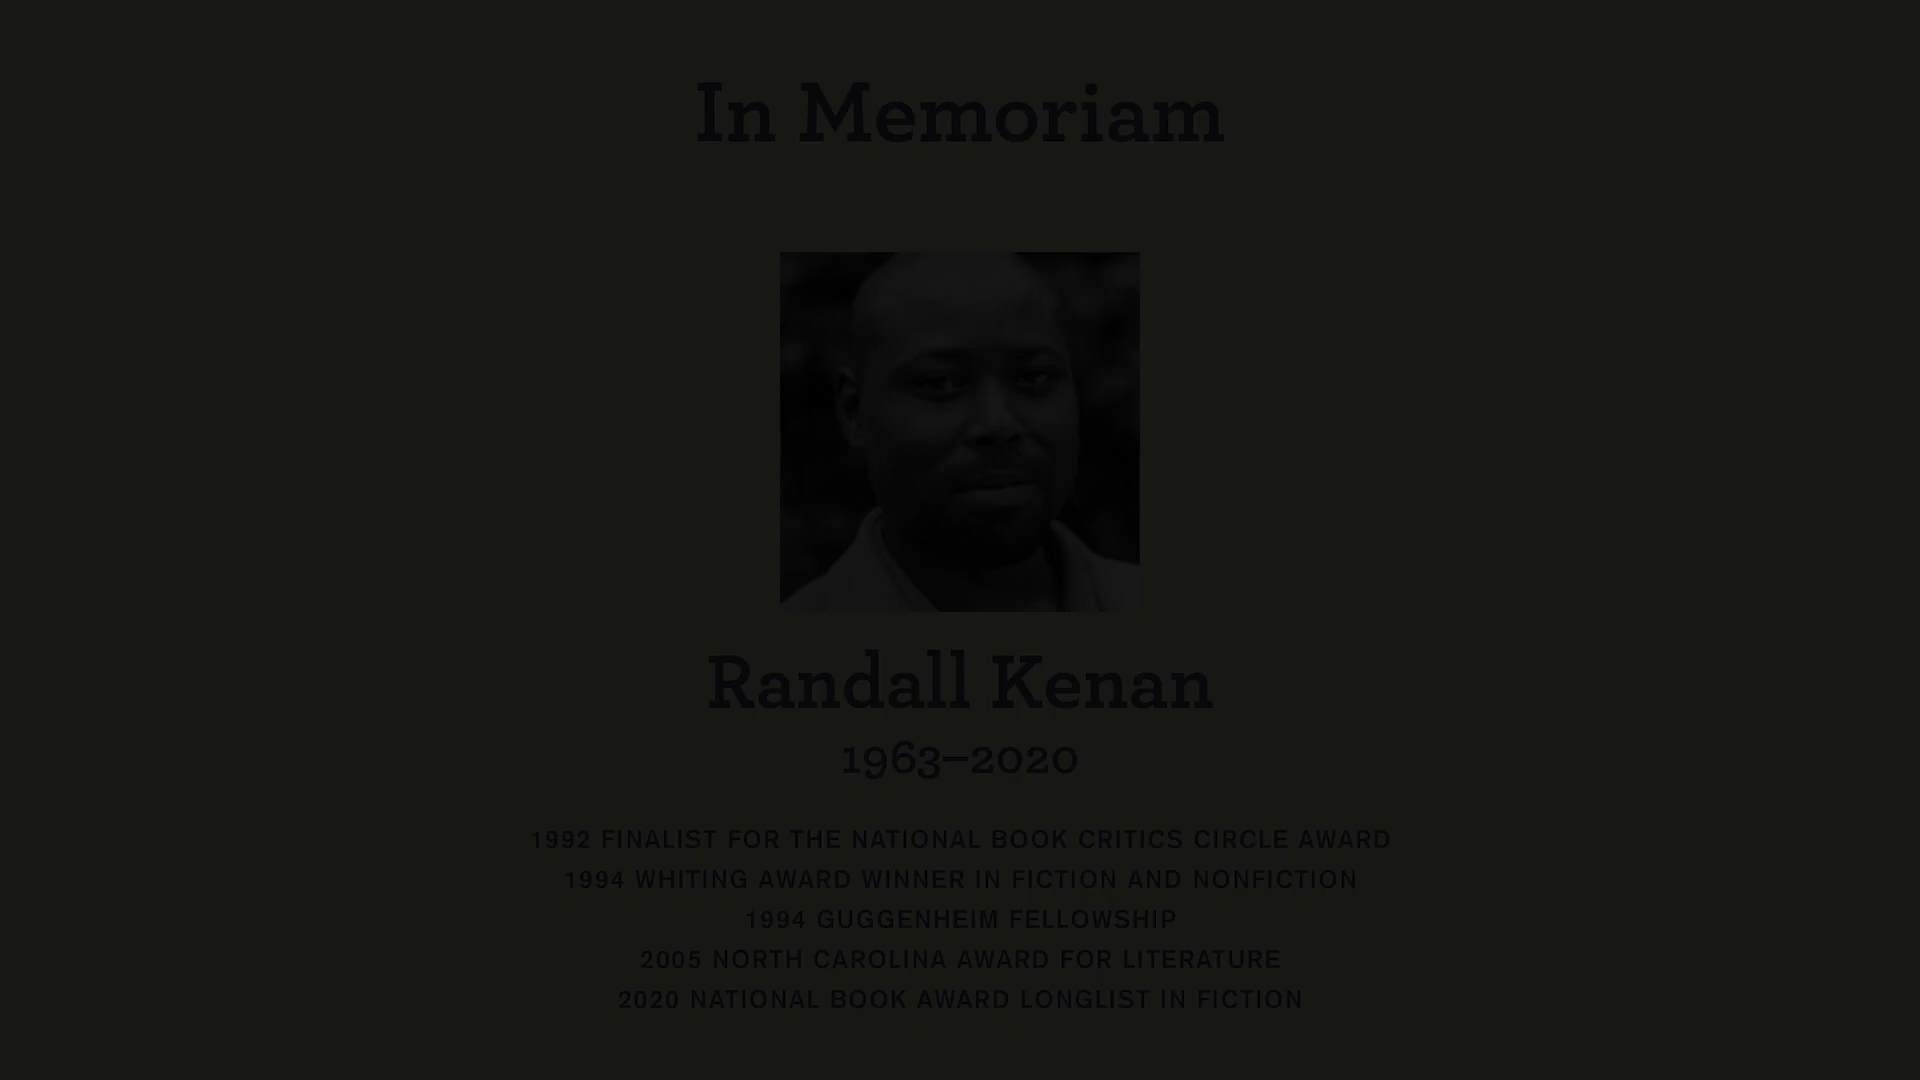 In Memoriam
Randall Kenan
1963–2020
1992 FINALIST FOR THE NATIONAL BOOK CRITICS CIRCLE AWARD
1994 WHITING AWARD WINNER IN FICTION AND NONFICTION
1994 GUGGENHEIM FELLOWSHIP
2005 NORTH CAROLINA AWARD FOR LITERATURE
2020 NATIONAL BOOK AWARD LONGLIST IN FICTION